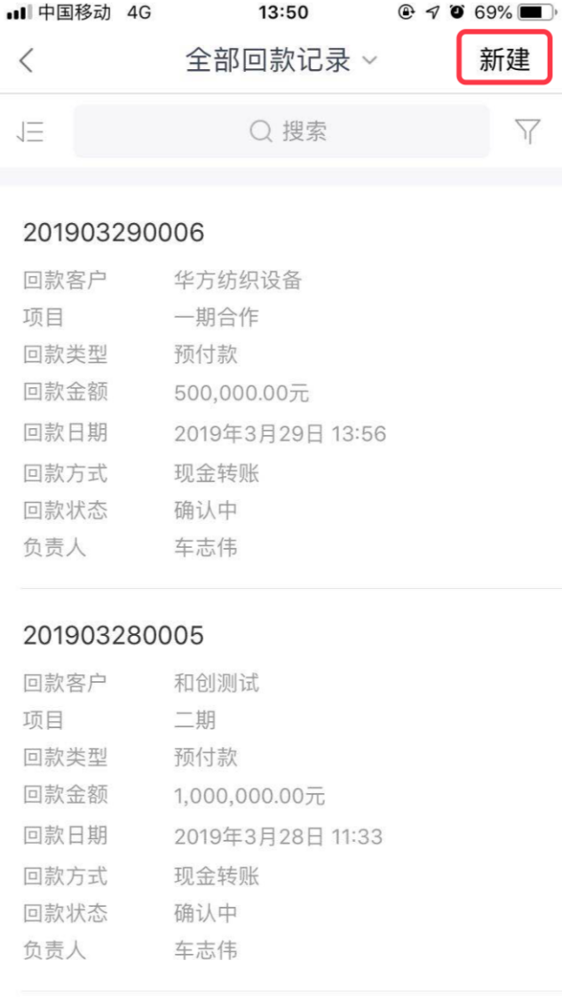 中国移动 4G 13:50 69%
全部回款记录 新建
搜索
201903290006
回款客户 华方纺织设备
项目 一期合作
回款类型 预付款
回款金额 500,000.00元
回款日期 2019年3月29日 13:56
回款方式 现金转账
回款状态 确认中
负责人 车志伟
201903280005
回款客户 和创测试
项目 二期
回款类型 预付款
回款金额 1,000,000.00元
回款日期 2019年3月28日 11:33
回款方式 现金转账
回款状态 确认中
负责人 车志伟